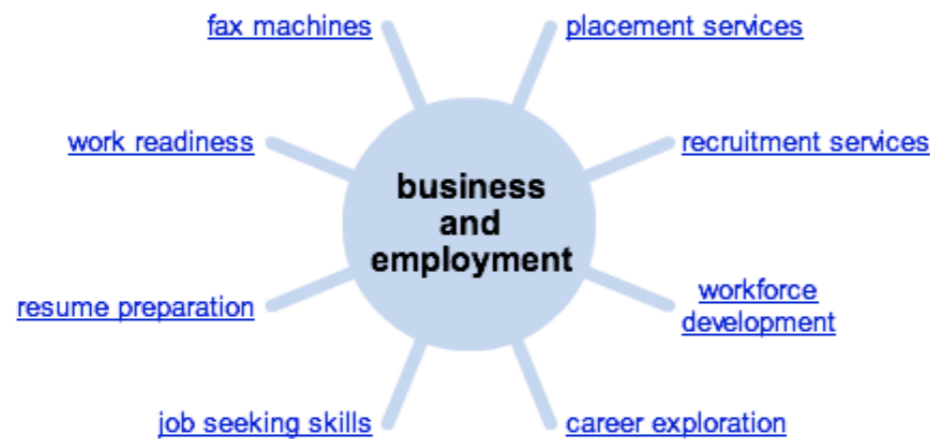 fax machines
placement services
work readiness
recruitment services
business
and
employment
resume preparation
workforce
development
job seeking skills
career exploration